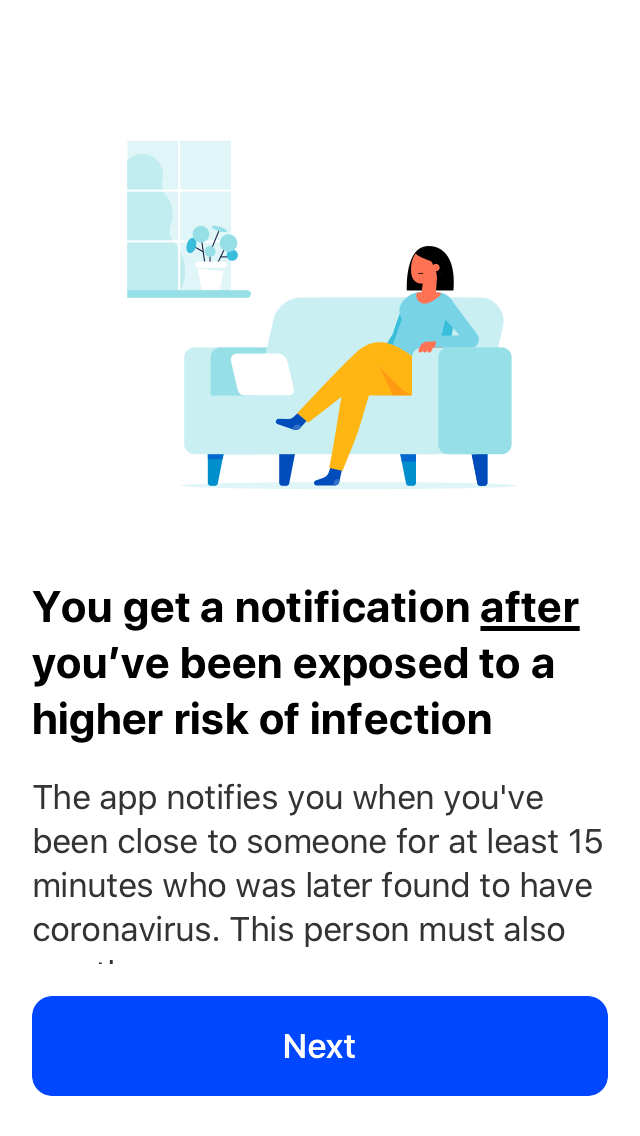 You get a notification after
you’ve been exposed to a
higher risk of infection
The app notifies you when you've
been close to someone for at least 15
minutes who was later found to have
coronavirus. This person must also
Next